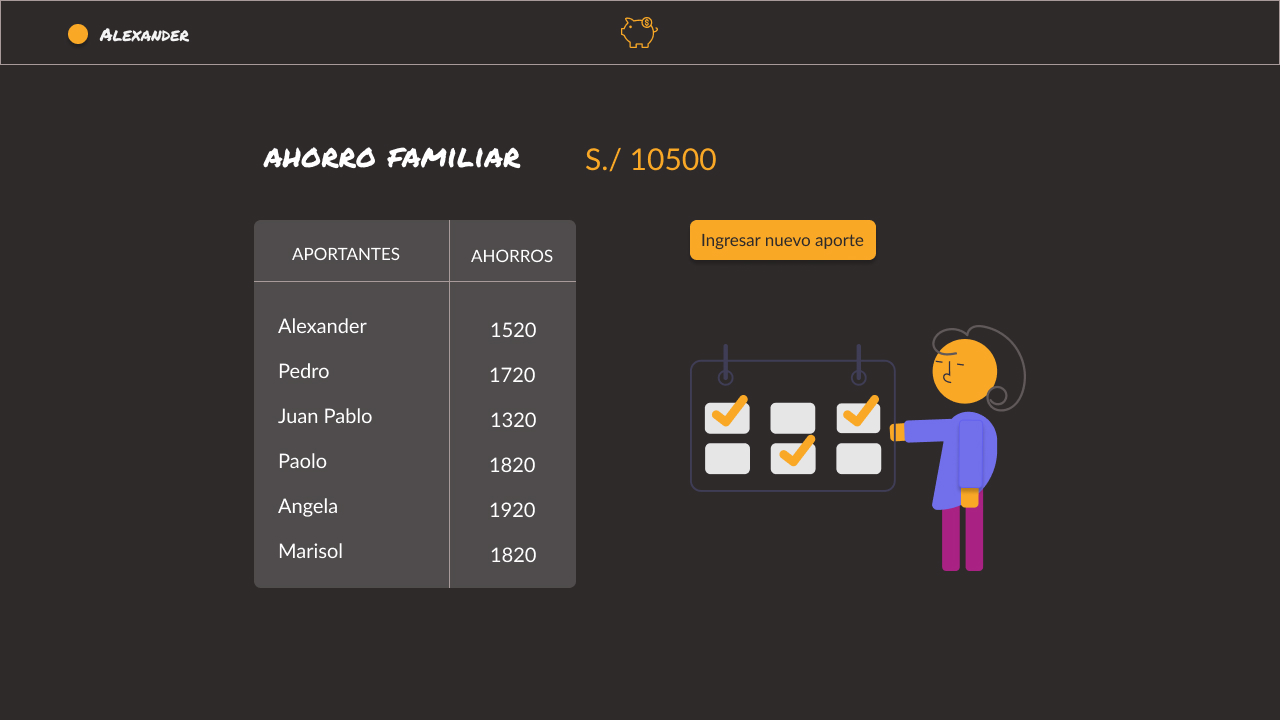 Alexander
AHORRO FAMILIAR S./ 10500
APORTANTES AHORROS
Ingresar nuevo aporte
Alexander 1520
Pedro 1720
Juan Pablo 1320
Paolo 1820
Angela 1920
Marisol 1820